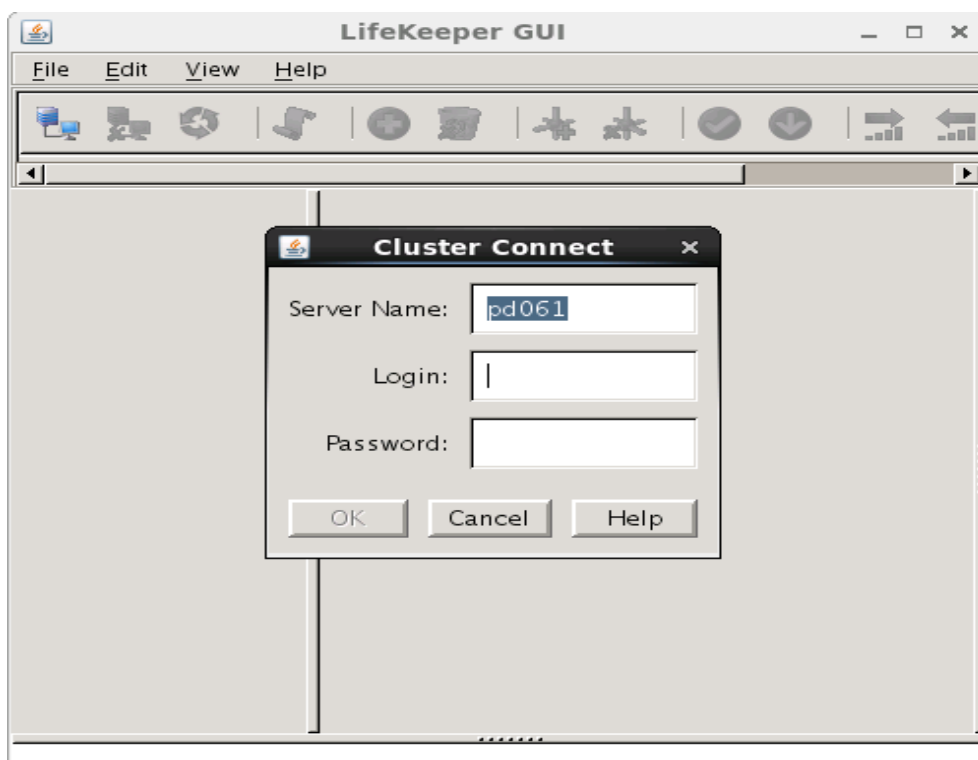 LifeKeeper GUI
File Edit View Help
Cluster Connect
Server Name: pd061
Login:
Password:
OK Cancel Help